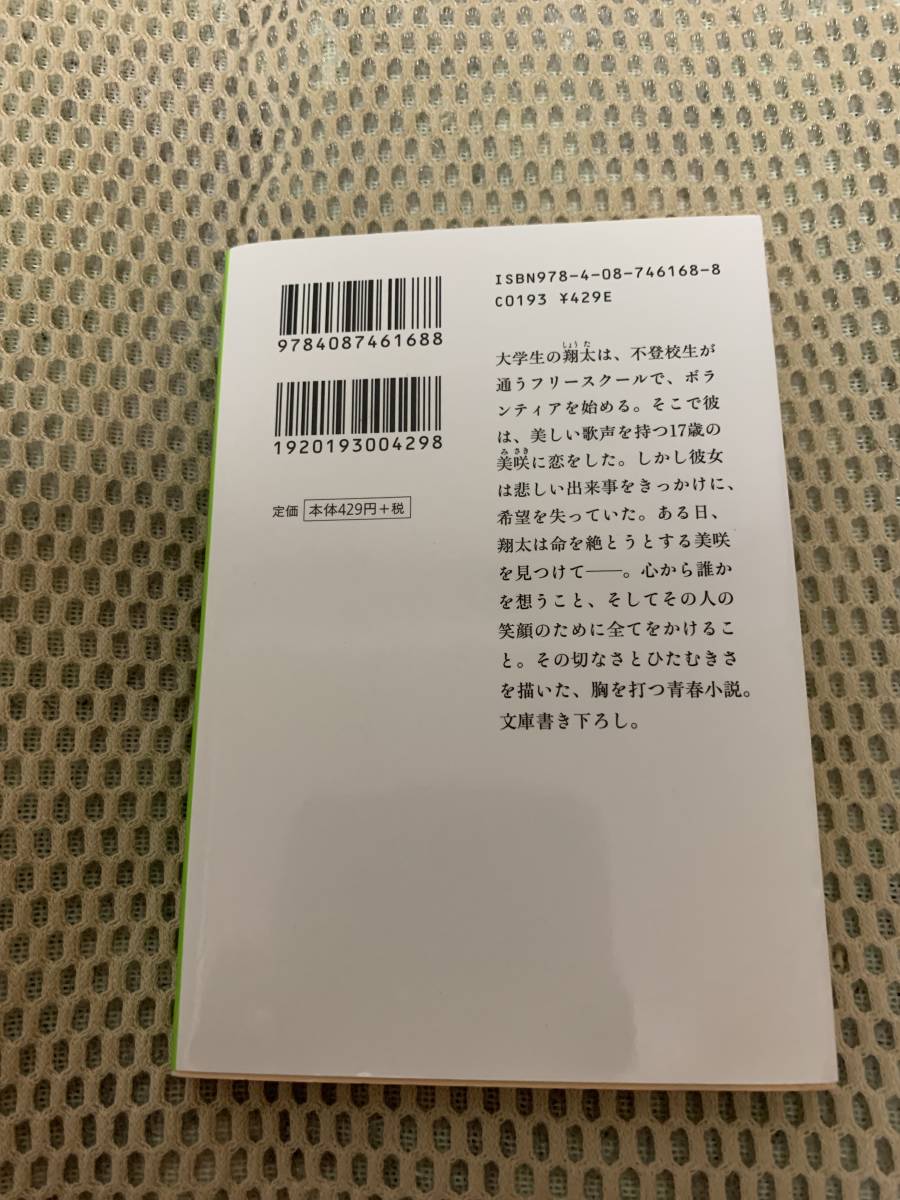 9784087461688
1920193004298
定価 本体429円+税
ISBN978-4-08-746168-8
C0193 ¥429E
大学生の翔太は、不登校生が
通うフリースクールで、ボラ
ンティアを始める。そこで彼
は、美しい歌声を持つ17歳の
美咲に恋をした。しかし彼女
は悲しい出来事をきっかけに、
希望を失っていた。ある日、
翔太は命を絶とうとする美咲
を見つけて──。心から誰か
を想うこと、そしてその人の
笑顔のために全てをかけるこ
と。その切なさとひたむきさ
を描いた、胸を打つ青春小説。
文庫書き下ろし。
しょうた
みさき